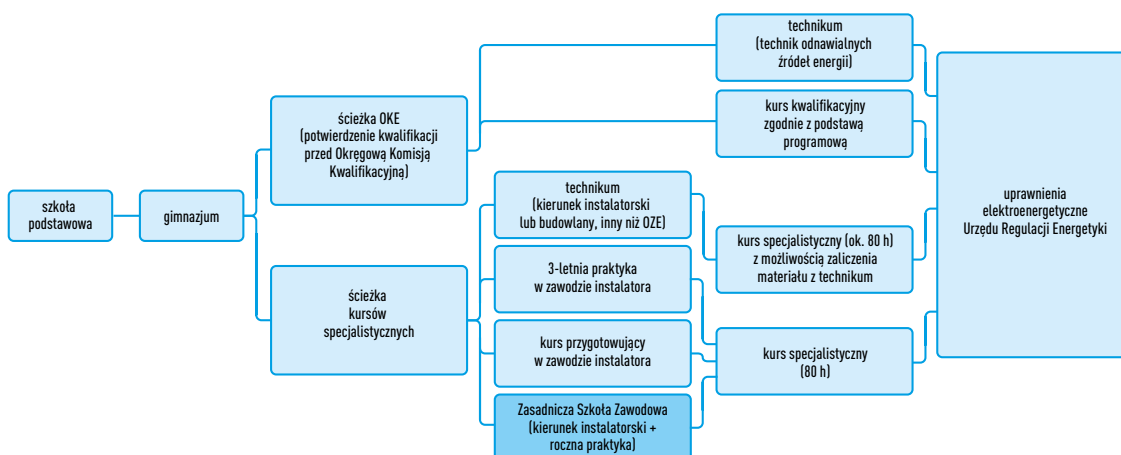 szkoła
podstawowa
gimnazjum
ścieżka OKE
(potwierdzenie kwalifikacji
przed Okręgową Komisją
Kwalifikacyjną)
ścieżka
kursów
specjalistycznych
technikum
(kierunek instalatorski
lub budowlany, inny niż OZE)
3-letnia praktyka
w zawodzie instalatora
kurs przygotowujący
w zawodzie instalatora
Zasadnicza Szkoła Zawodowa
(kierunek instalatorski +
roczna praktyka)
technikum
(technik odnawialnych
źródeł energii)
kurs kwalifikacyjny
zgodnie z podstawą
programową
kurs specjalistyczny (ok. 80 h)
z możliwością zaliczenia
materiału z technikum
kurs specjalistyczny
(80 h)
uprawnienia
elektroenergetyczne
Urzędu Regulacji Energetyki